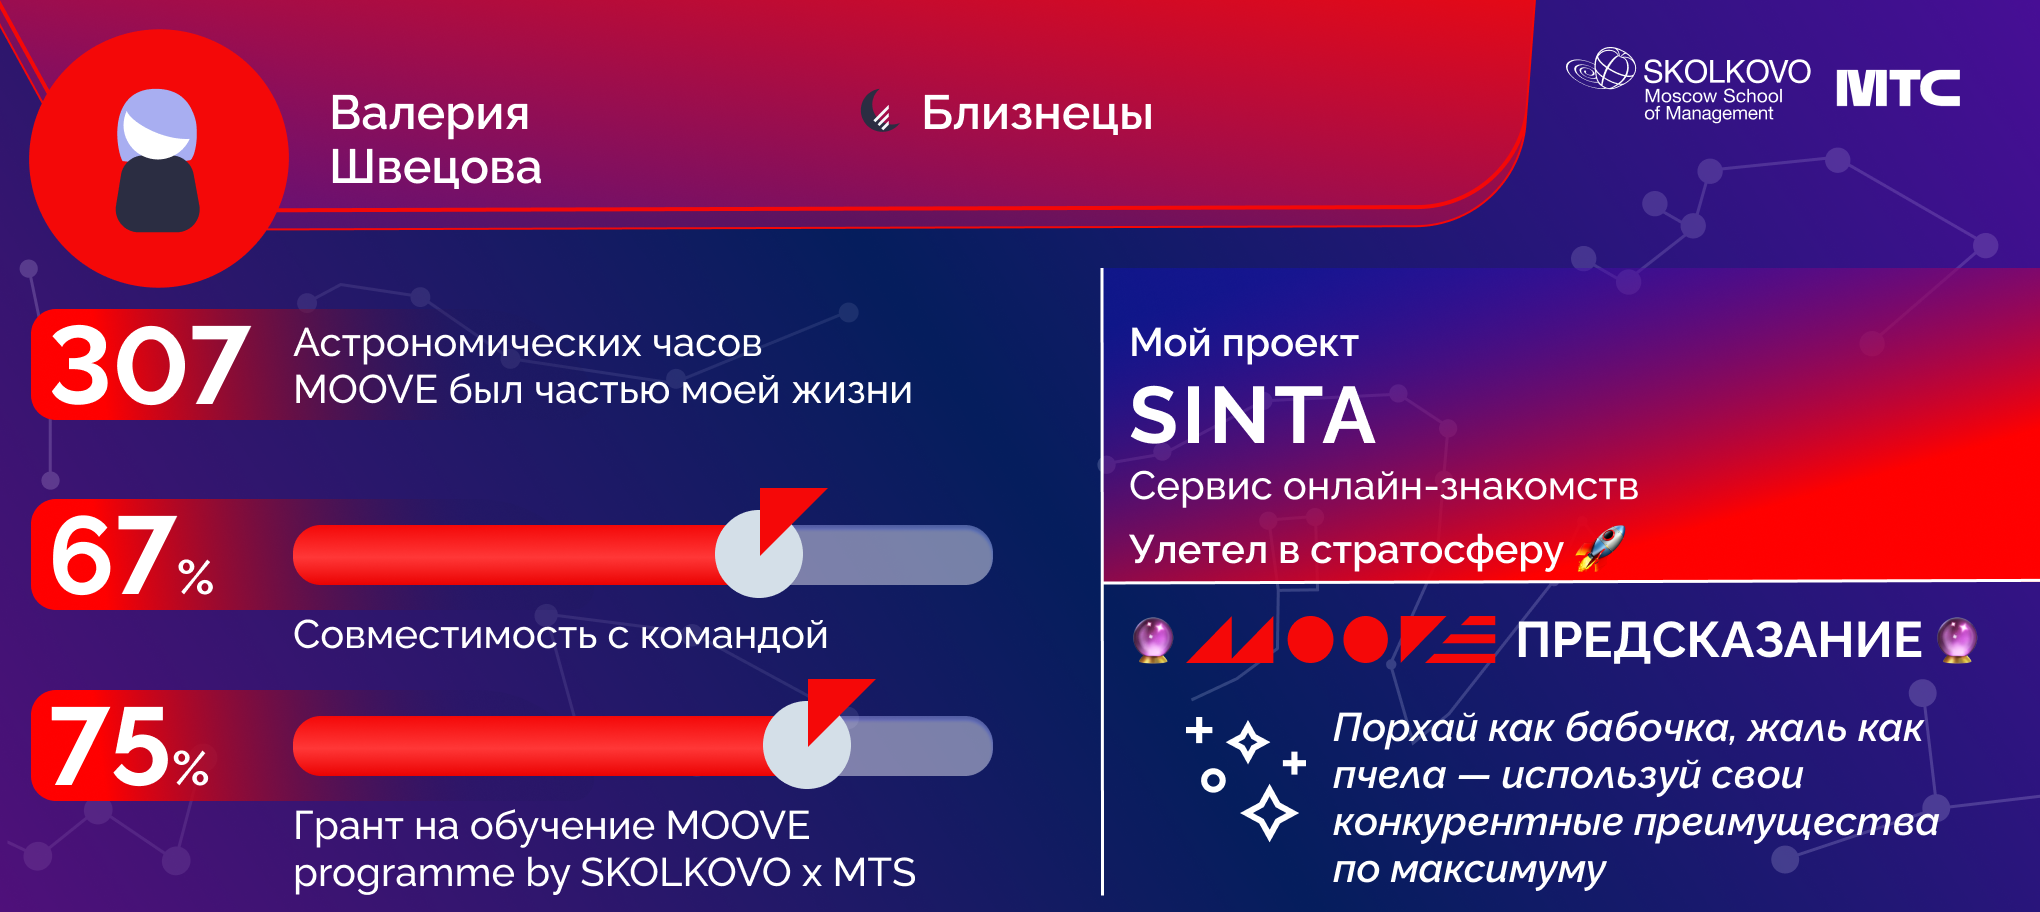 Валерия
Швецова
Близнецы
SKOLKOVO
Moscow School
of Management
МТС
307
Астрономических часов
MOOVE был частью моей жизни
67%
Совместимость с командой
75%
Грант на обучение MOOVE
programme by SKOLKOVO x MTS
Мой проект
SINTA
Сервис онлайн-знакомств
Улетел в стратосферу 🚀
🔮 MOOVE ПРЕДСКАЗАНИЕ 🔮
Порхай как бабочка, жаль как
пчела — используй свои
конкурентные преимущества
по максимуму